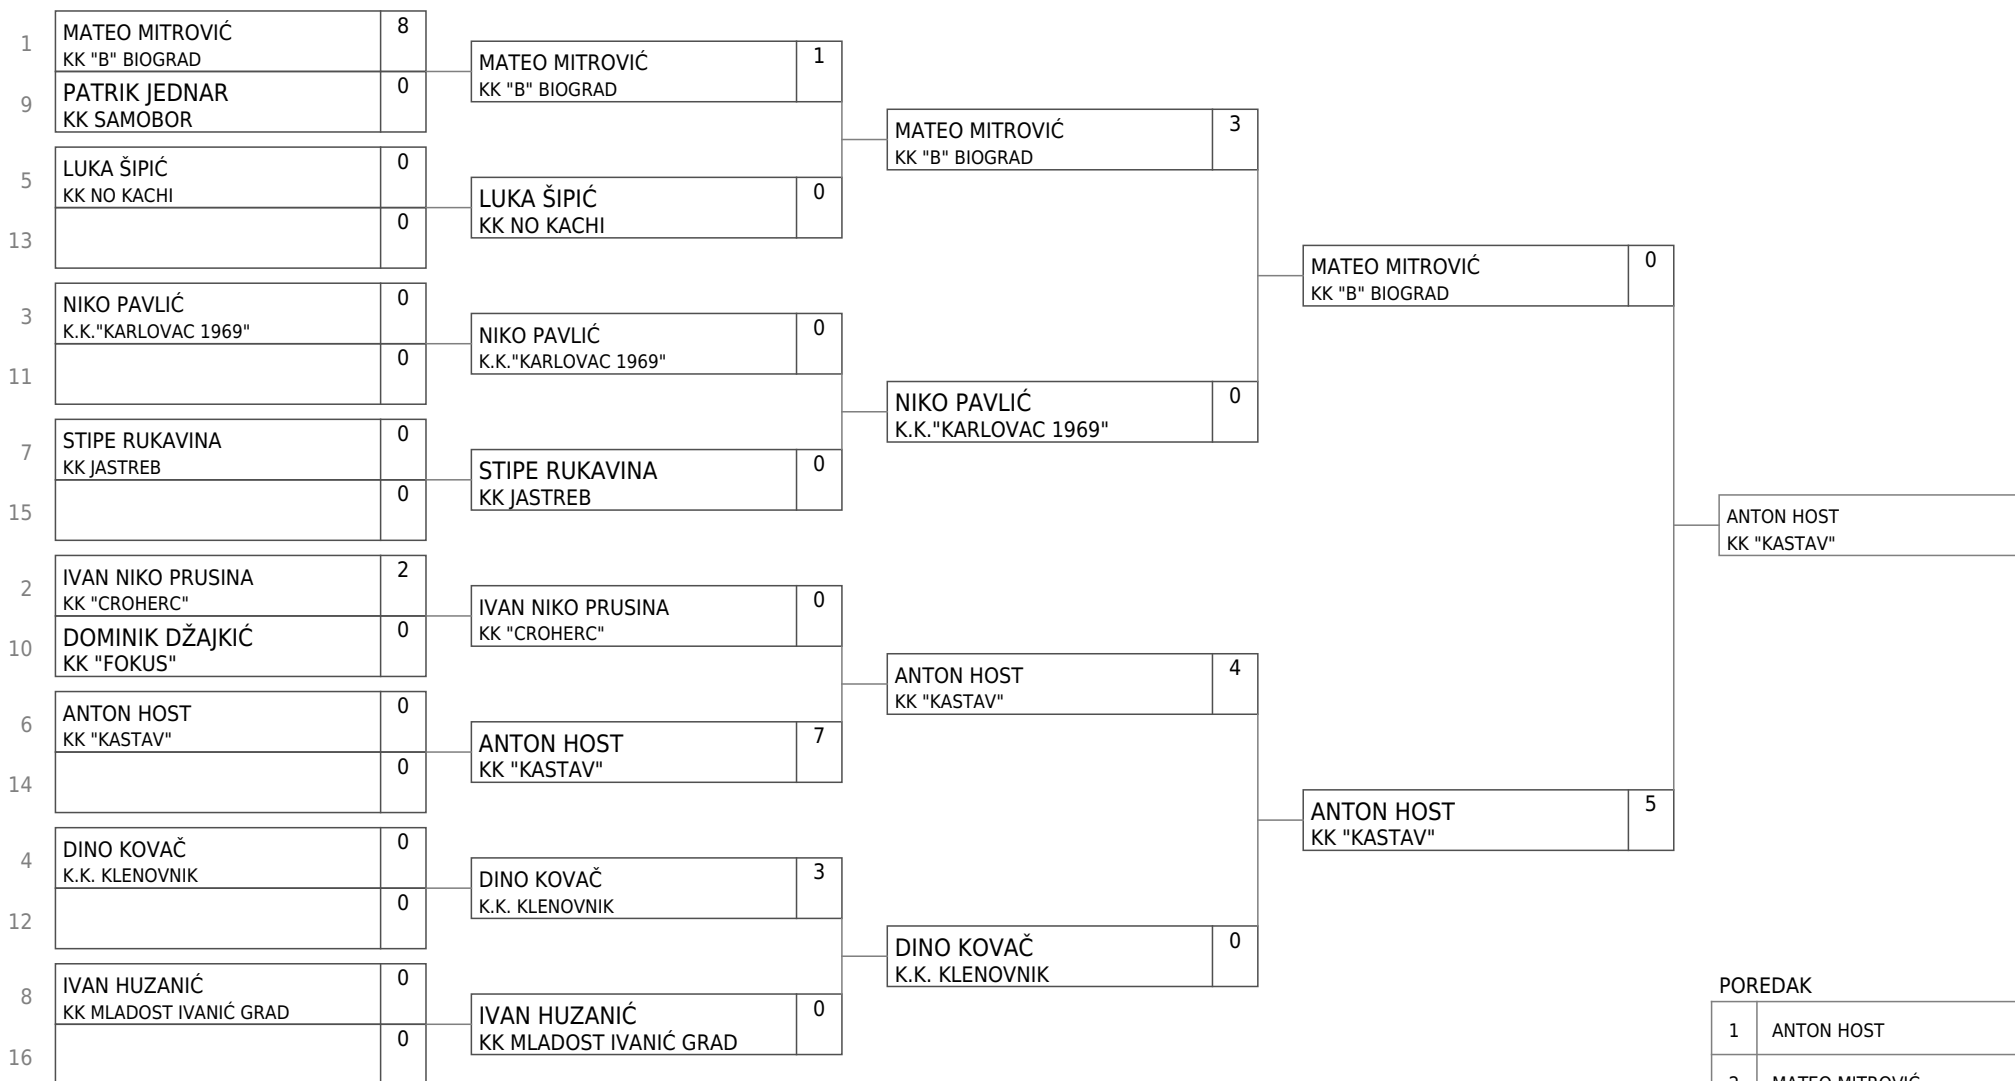 1
MATEO MITROVIĆ
KK "B" BIOGRAD
8
9
PATRIK JEDNAR
KK SAMOBOR
0
5
LUKA ŠIPIĆ
KK NO KACHI
0
13
0
3
NIKO PAVLIĆ
K.K."KARLOVAC 1969"
0
11
0
7
STIPE RUKAVINA
KK JASTREB
0
15
0
2
IVAN NIKO PRUSINA
KK "CROHERC"
2
10
DOMINIK DŽAJKIĆ
KK "FOKUS"
0
6
ANTON HOST
KK "KASTAV"
0
14
0
4
DINO KOVAČ
K.K. KLENOVNIK
0
12
0
8
IVAN HUZANIĆ
KK MLADOST IVANIĆ GRAD
0
16
0
MATEO MITROVIĆ
KK "B" BIOGRAD
1
LUKA ŠIPIĆ
KK NO KACHI
0
NIKO PAVLIĆ
K.K."KARLOVAC 1969"
0
STIPE RUKAVINA
KK JASTREB
0
IVAN NIKO PRUSINA
KK "CROHERC"
0
ANTON HOST
KK "KASTAV"
7
DINO KOVAČ
K.K. KLENOVNIK
3
IVAN HUZANIĆ
KK MLADOST IVANIĆ GRAD
0
MATEO MITROVIĆ
KK "B" BIOGRAD
3
NIKO PAVLIĆ
K.K."KARLOVAC 1969"
0
ANTON HOST
KK "KASTAV"
4
DINO KOVAČ
K.K. KLENOVNIK
0
MATEO MITROVIĆ
KK "B" BIOGRAD
0
ANTON HOST
KK "KASTAV"
5
ANTON HOST
KK "KASTAV"
POREDAK
1 ANTON HOST
2 MATEO MITROVIĆ